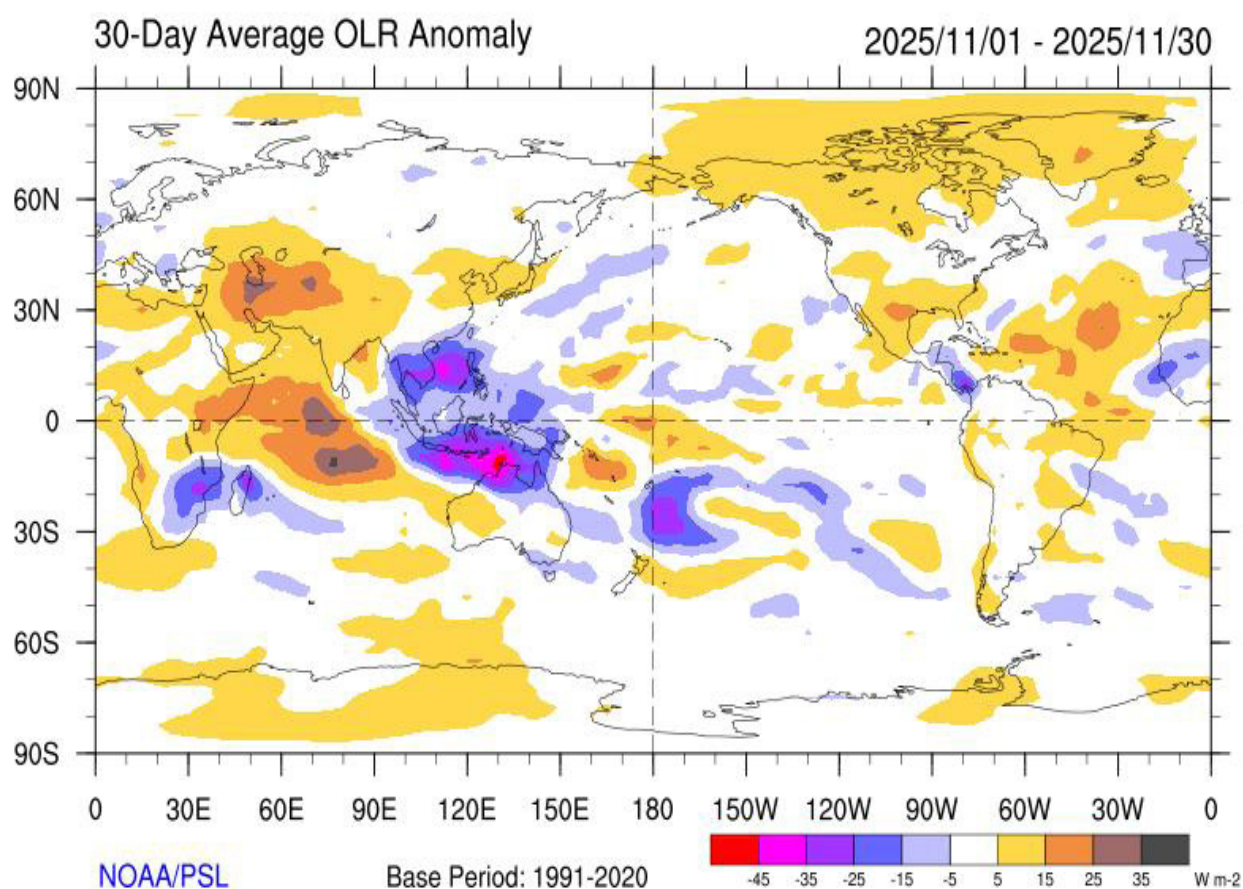 30-Day Average OLR Anomaly 2025/11/01 - 2025/11/30
90N
60N
30N
0
30S
60S
90S
0 30E 60E 90E 120E 150E 180 150W 120W 90W 60W 30W 0
NOAA/PSL Base Period: 1991-2020
-45 -35 -25 -15 -5 5 15 25 35 W m-2